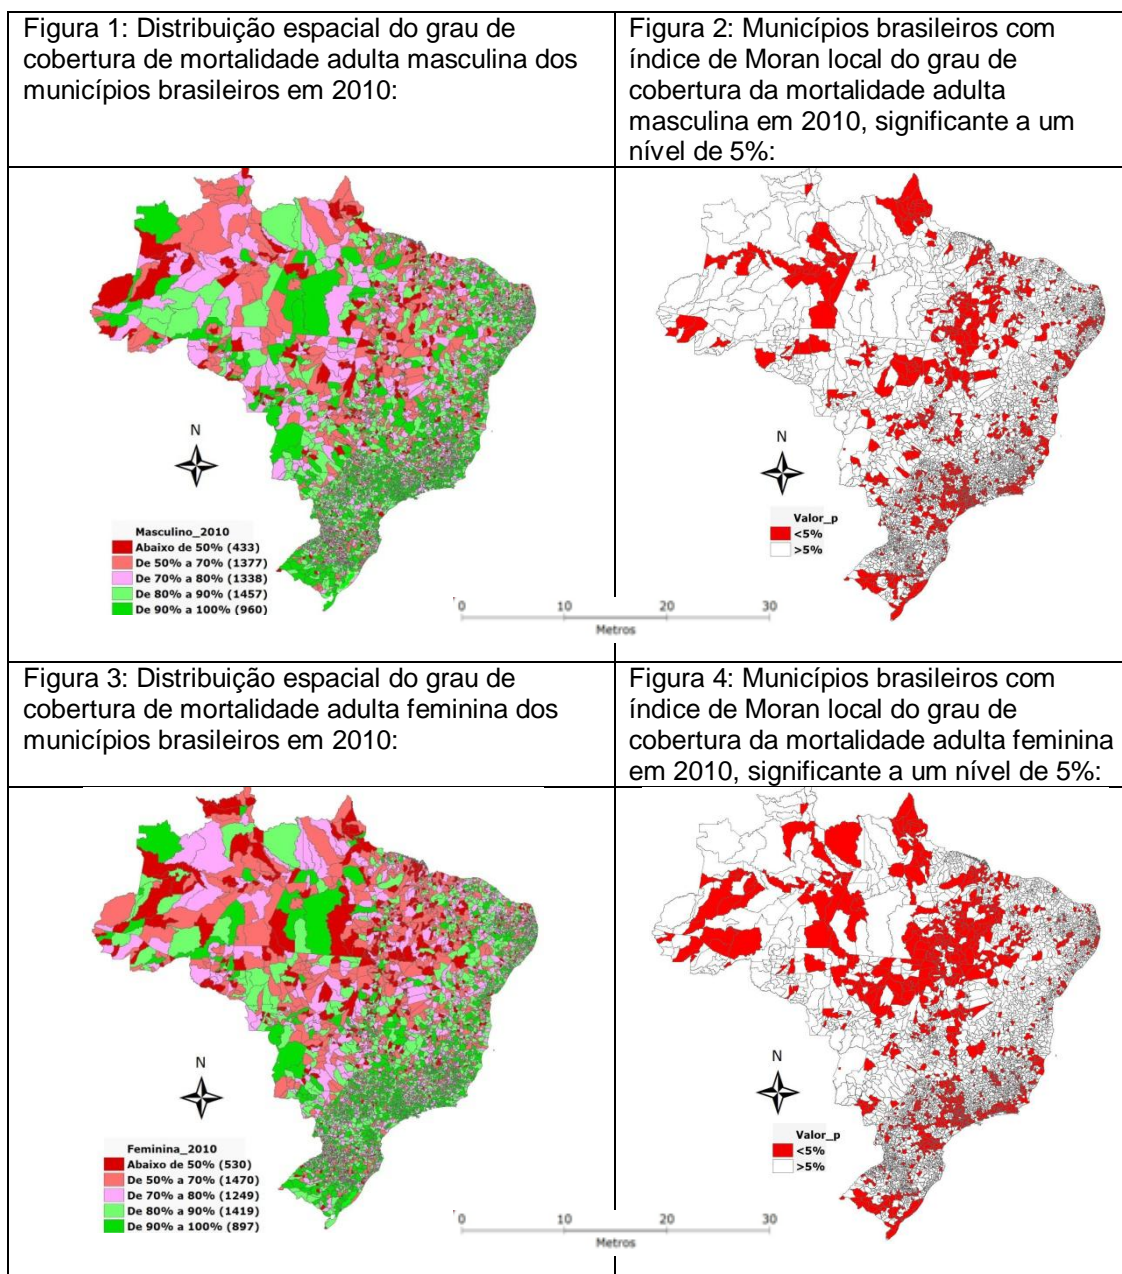 Figura 1: Distribuição espacial do grau de
cobertura de mortalidade adulta masculina dos
municípios brasileiros em 2010:
Figura 2: Municípios brasileiros com
índice de Moran local do grau de
cobertura da mortalidade adulta
masculina em 2010, significante a um
nível de 5%:
N
Masculino_2010
Abaixo de 50% (433)
De 50% a 70% (1377)
De 70% a 80% (1338)
De 80% a 90% (1457)
De 90% a 100% (960)
N
Valor_p
<5%
>5%
0 10 20 30
Metros
Figura 3: Distribuição espacial do grau de
cobertura de mortalidade adulta feminina dos
municípios brasileiros em 2010:
Figura 4: Municípios brasileiros com
índice de Moran local do grau de
cobertura da mortalidade adulta feminina
em 2010, significante a um nível de 5%:
N
Feminina_2010
Abaixo de 50% (530)
De 50% a 70% (1470)
De 70% a 80% (1249)
De 80% a 90% (1419)
De 90% a 100% (897)
N
Valor_p
<5%
>5%
0 10 20 30
Metros